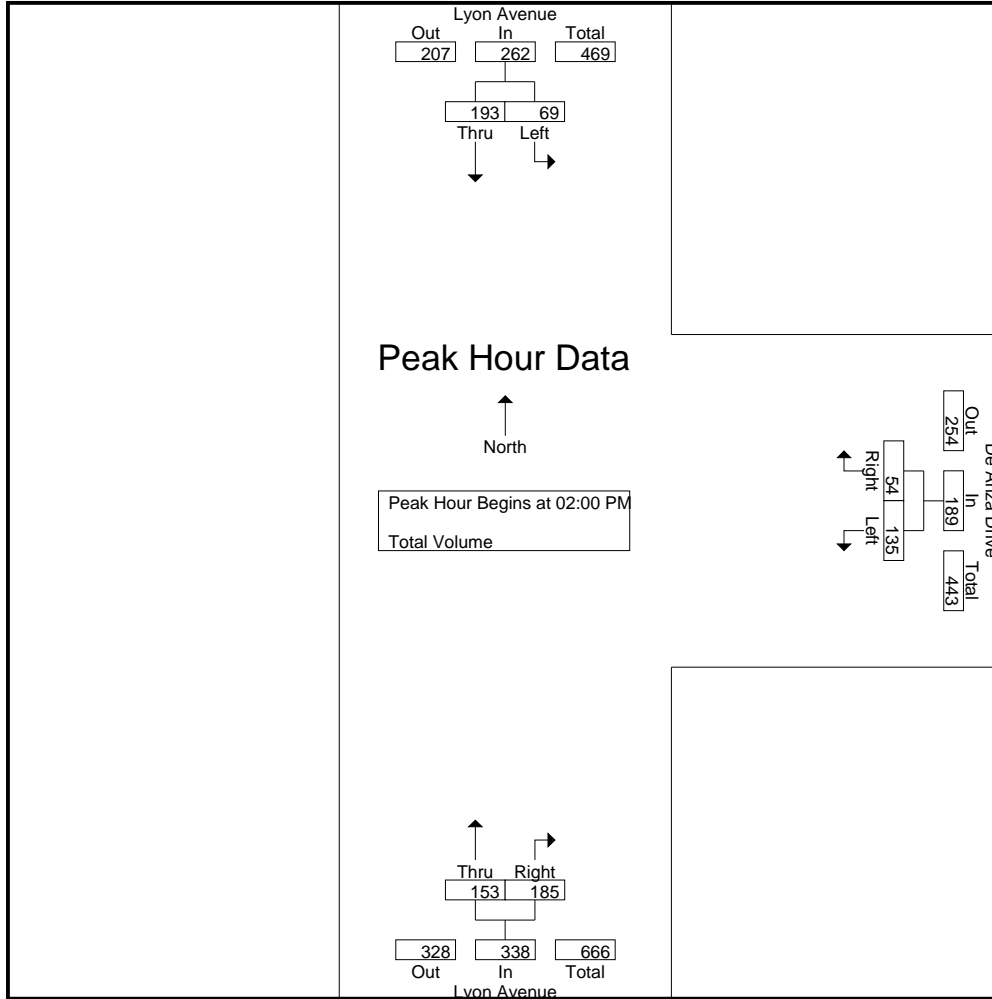 Lyon Avenue
Out In Total
207 262 469
193 69
Thru Left
Peak Hour Data
North
Peak Hour Begins at 02:00 PM
Total Volume
Out In Total
254 189 443
54 135
Right Left
Thru Right
153 185
328 338 666
Out In Total
Lyon Avenue